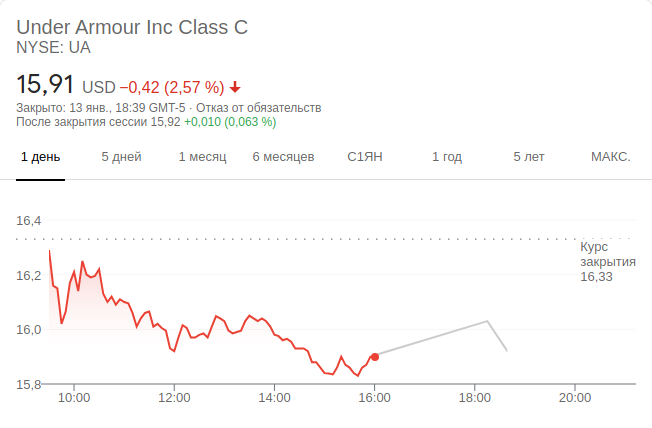 Under Armour Inc Class C
NYSE: UA
15,91 USD −0,42 (2,57 %)
Закрыто: 13 янв., 18:39 GMT-5 · Отказ от обязательств
После закрытия сессии 15,92 +0,010 (0,063 %)
1 день 5 дней 1 месяц 6 месяцев С1ЯН 1 год 5 лет МАКС.
16,4
Курс
закрытия
16,33
16,2
16,0
15,8
10:00 12:00 14:00 16:00 18:00 20:00